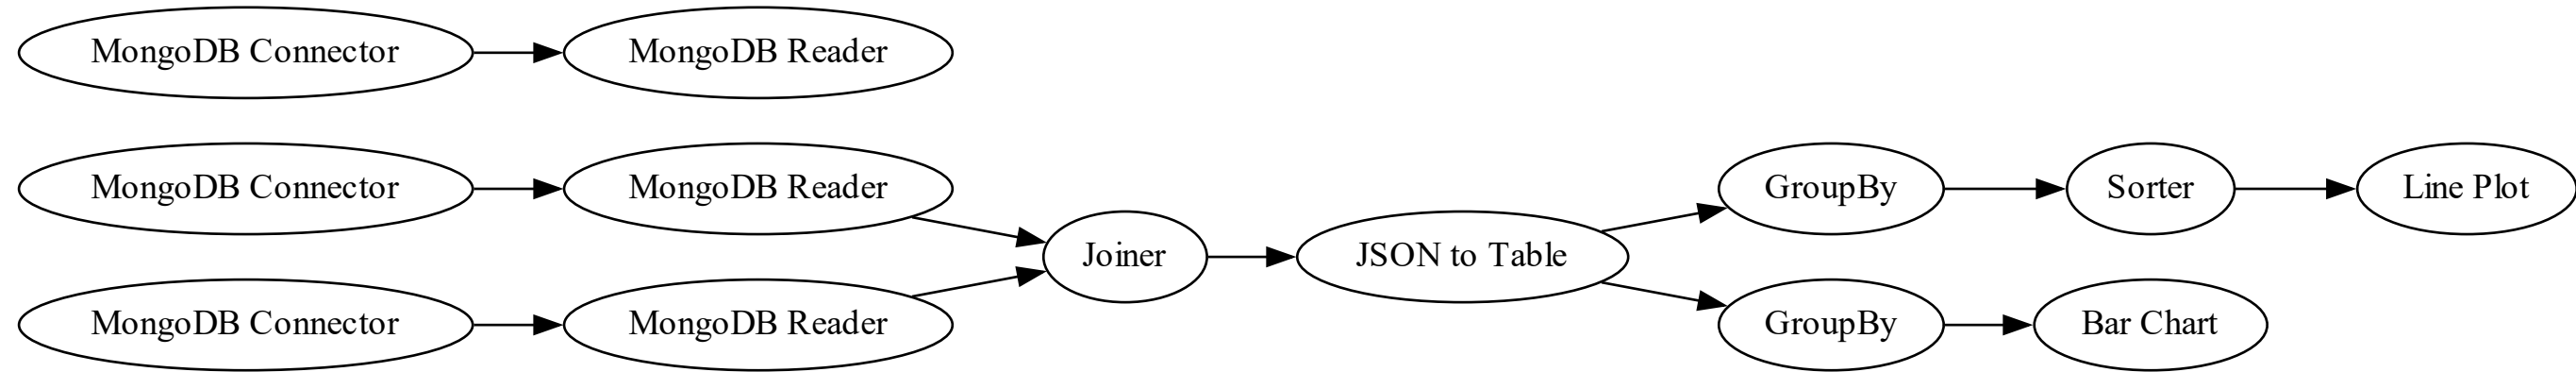 MongoDB Connector
MongoDB Reader
MongoDB Connector
MongoDB Reader
GroupBy
Sorter
Line Plot
Joiner
JSON to Table
MongoDB Connector
MongoDB Reader
GroupBy
Bar Chart